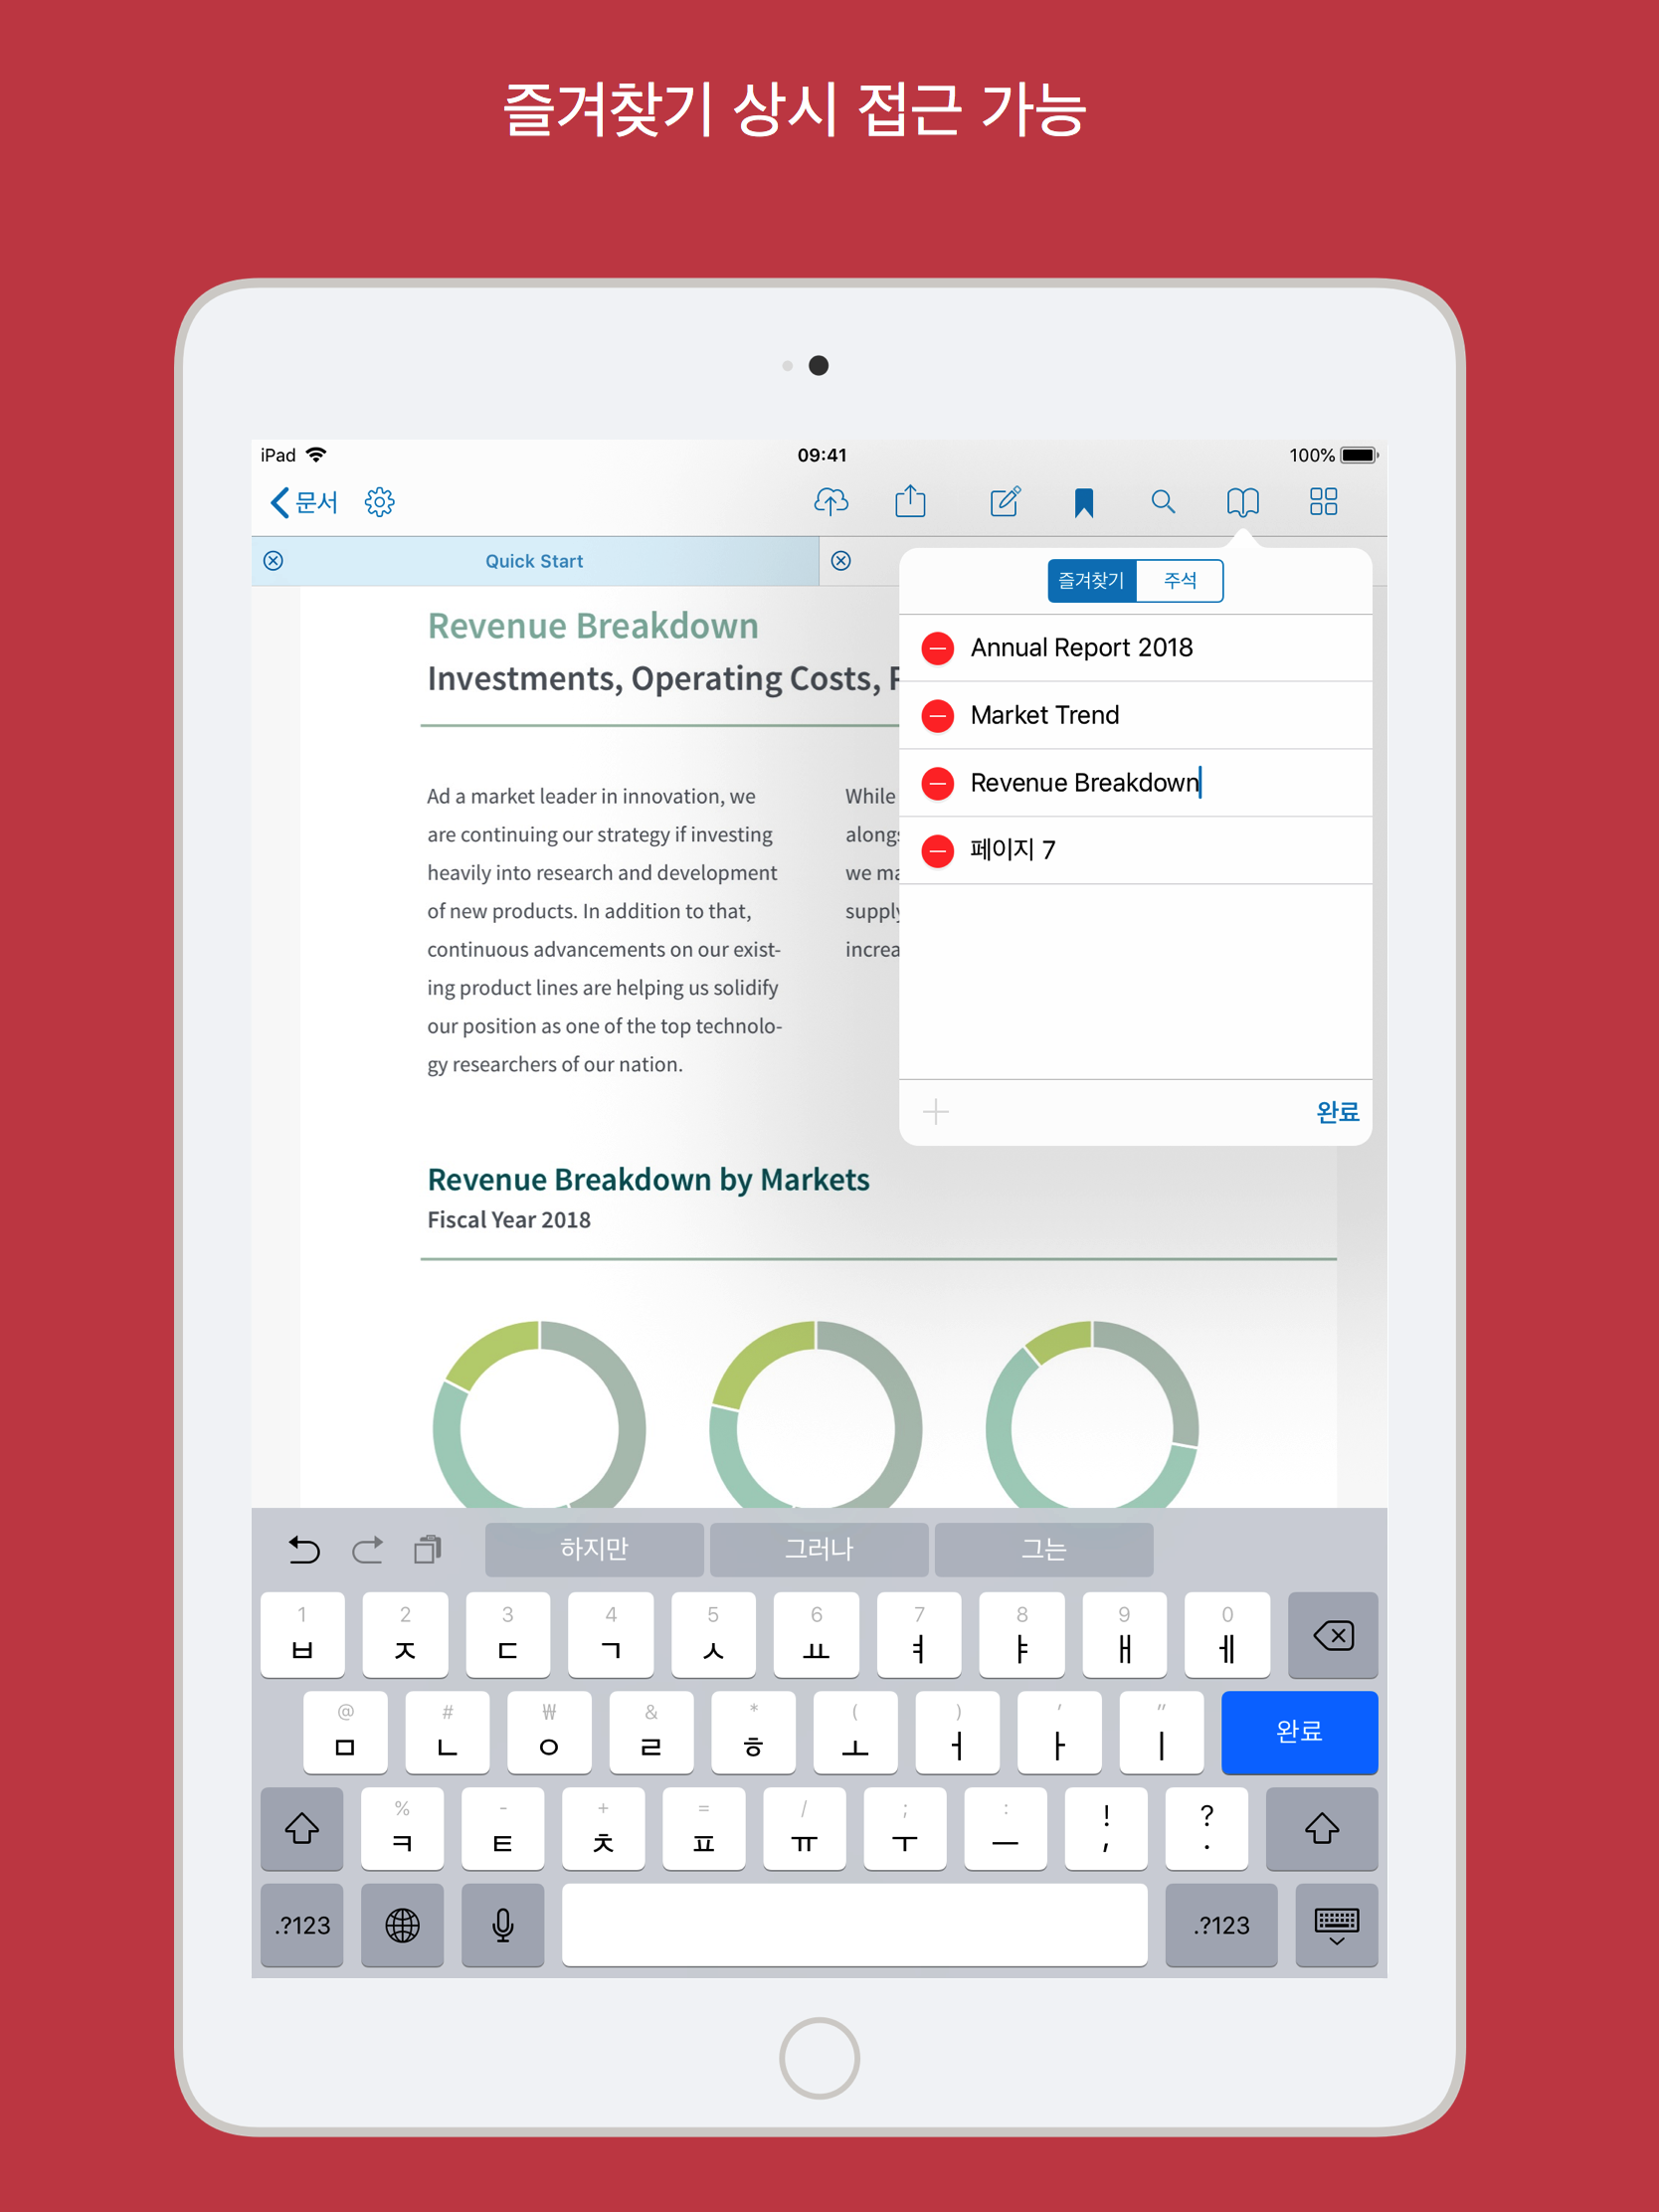 즐겨찾기 상시 접근 가능
iPad 09:41 100%
문서
Quick Start
즐겨찾기 주석
Annual Report 2018
Market Trend
Revenue Breakdown
페이지 7
완료
Revenue Breakdown
Investments, Operating Costs,
Ad a market leader in innovation, we
are continuing our strategy if investing
heavily into research and development
of new products. In addition to that,
continuous advancements on our exist-
ing product lines are helping us solidify
our position as one of the top technolo-
gy researchers of our nation.
While
alongs
we ma
supply
increa
Revenue Breakdown by Markets
Fiscal Year 2018
하지만 그러나 그는
1 2 3 4 5 6 7 8 9 0
ㅂ ㅈ ㄷ ㄱ ㅅ ㅛ ㅕ ㅑ ㅐ ㅔ
@ # ₩ & * ( ) ’ ”
ㅁ ㄴ ㅇ ㄹ ㅎ ㅗ ㅓ ㅏ ㅣ 완료
% - + = / ; : ! ?
ㅋ ㅌ ㅊ ㅍ ㅠ ㅜ ㅡ , .
.?123 .?123